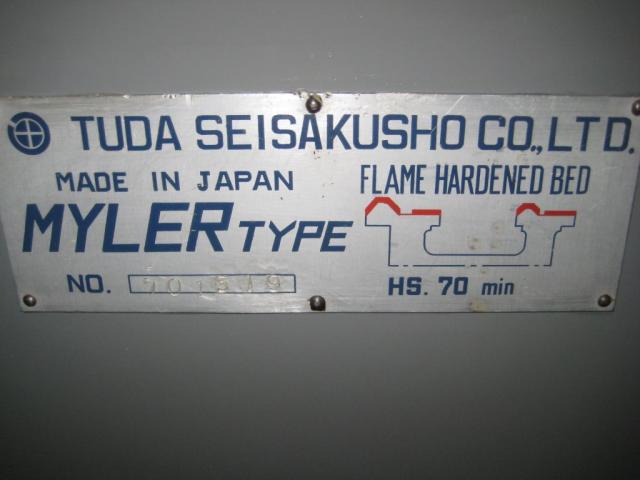 TUDA SEISAKUSHO CO.,LTD.
MADE IN JAPAN
MYLER TYPE
NO.
FLAME HARDENED BED
HS. 70 min